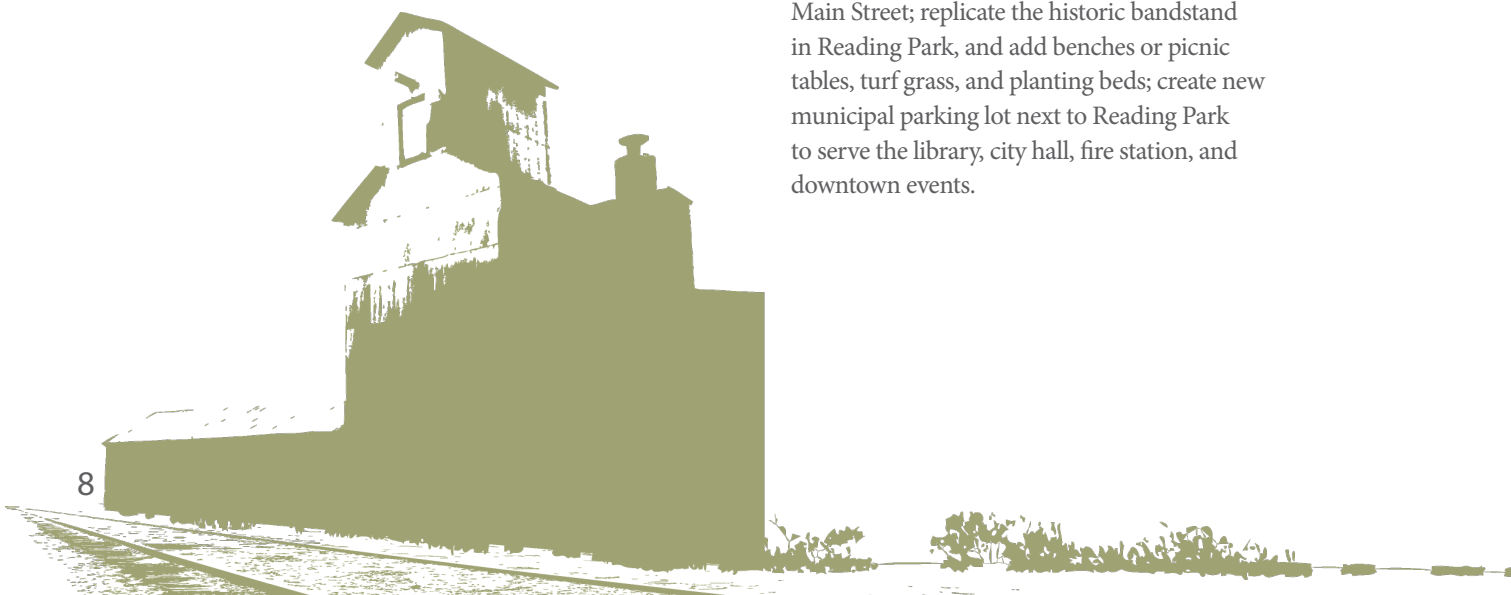 Main Street; replicate the historic bandstand
in Reading Park, and add benches or picnic
tables, turf grass, and planting beds; create new
municipal parking lot next to Reading Park
to serve the library, city hall, fire station, and
downtown events.
8